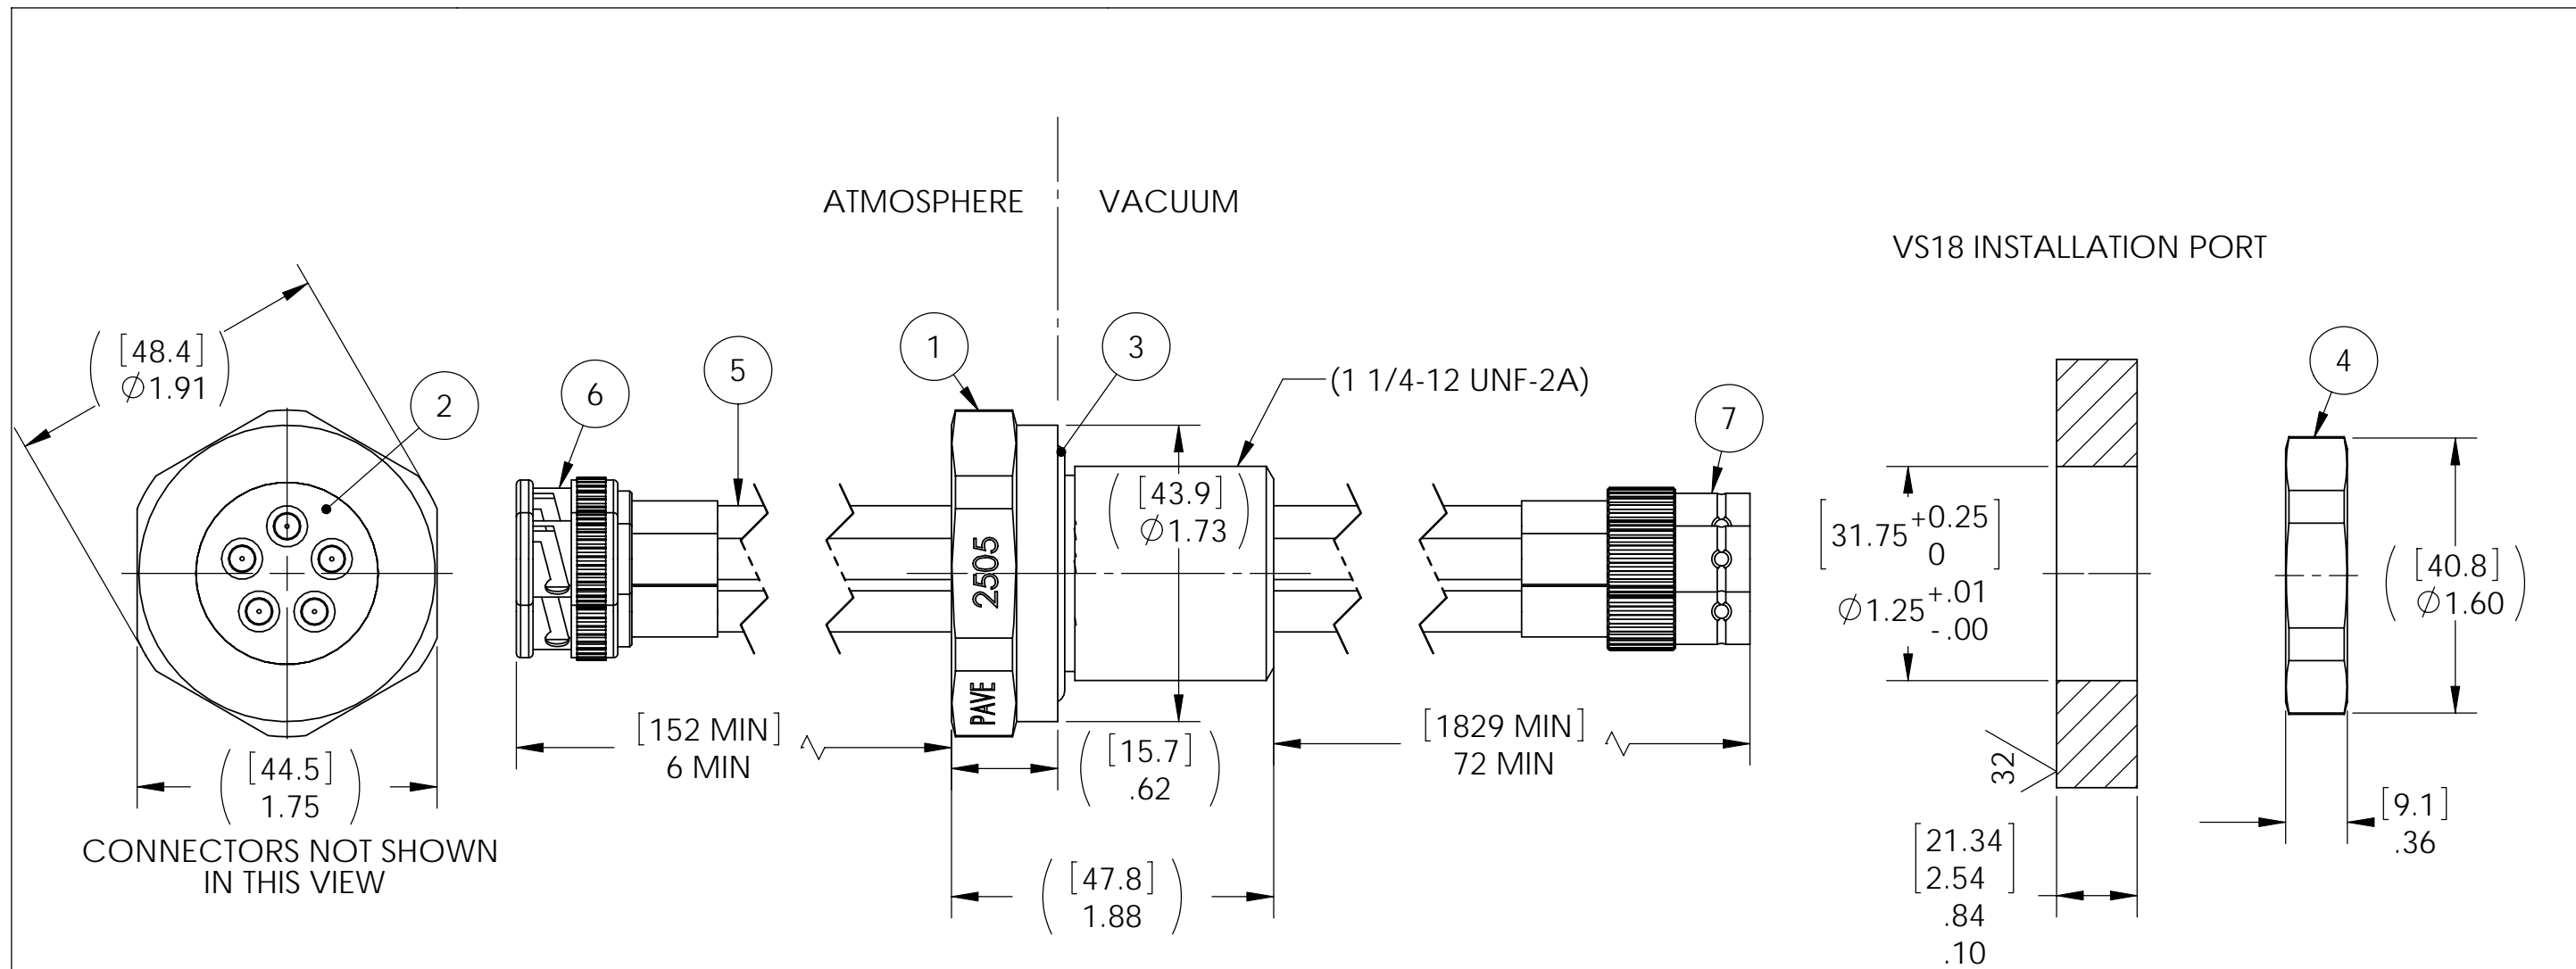 ATMOSPHERE
VACUUM
VS18 INSTALLATION PORT
[48.4]
∅1.91
2
6
5
1
3
(1 1/4-12 UNF-2A)
7
4
[43.9]
∅1.73
2505
PAVE
[31.75 +0.25 0]
∅1.25 +.01 -.00
[40.8]
∅1.60
[44.5]
1.75
CONNECTORS NOT SHOWN
IN THIS VIEW
[152 MIN]
6 MIN
[15.7]
.62
[1829 MIN]
72 MIN
32
[47.8]
1.88
[21.34
2.54]
.84
.10
[9.1]
.36